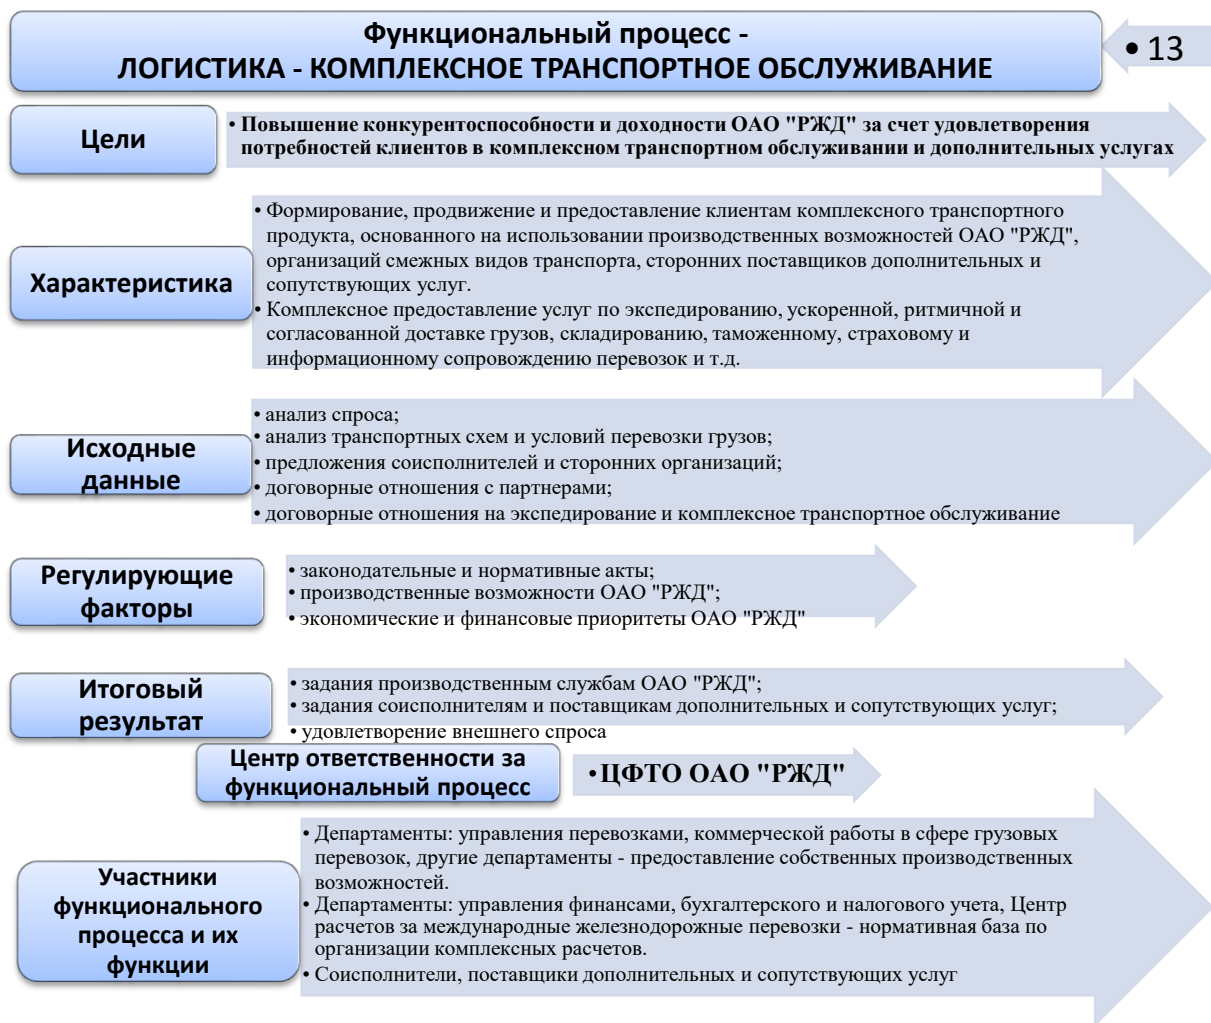 Функциональный процесс -
ЛОГИСТИКА - КОМПЛЕКСНОЕ ТРАНСПОРТНОЕ ОБСЛУЖИВАНИЕ
• 13
Цели
• Повышение конкурентоспособности и доходности ОАО "РЖД" за счет удовлетворения
потребностей клиентов в комплексном транспортном обслуживании и дополнительных услугах
Характеристика
• Формирование, продвижение и предоставление клиентам комплексного транспортного
продукта, основанного на использовании производственных возможностей ОАО "РЖД",
организаций смежных видов транспорта, сторонних поставщиков дополнительных и
сопутствующих услуг.
• Комплексное предоставление услуг по экспедированию, ускоренной, ритмичной и
согласованной доставке грузов, складированию, таможенному, страховому и
информационному сопровождению перевозок и т.д.
Исходные
данные
• анализ спроса;
• анализ транспортных схем и условий перевозки грузов;
• предложения соисполнителей и сторонних организаций;
• договорные отношения с партнерами;
• договорные отношения на экспедирование и комплексное транспортное обслуживание
Регулирующие
факторы
• законодательные и нормативные акты;
• производственные возможности ОАО "РЖД";
• экономические и финансовые приоритеты ОАО "РЖД"
Итоговый
результат
• задания производственным службам ОАО "РЖД";
• задания соисполнителям и поставщикам дополнительных и сопутствующих услуг;
• удовлетворение внешнего спроса
Центр ответственности за
функциональный процесс
• ЦФТО ОАО "РЖД"
Участники
функционального
процесса и их
функции
• Департаменты: управления перевозками, коммерческой работы в сфере грузовых
перевозок, другие департаменты - предоставление собственных производственных
возможностей.
• Департаменты: управления финансами, бухгалтерского и налогового учета, Центр
расчетов за международные железнодорожные перевозки - нормативная база по
организации комплексных расчетов.
• Соисполнители, поставщики дополнительных и сопутствующих услуг